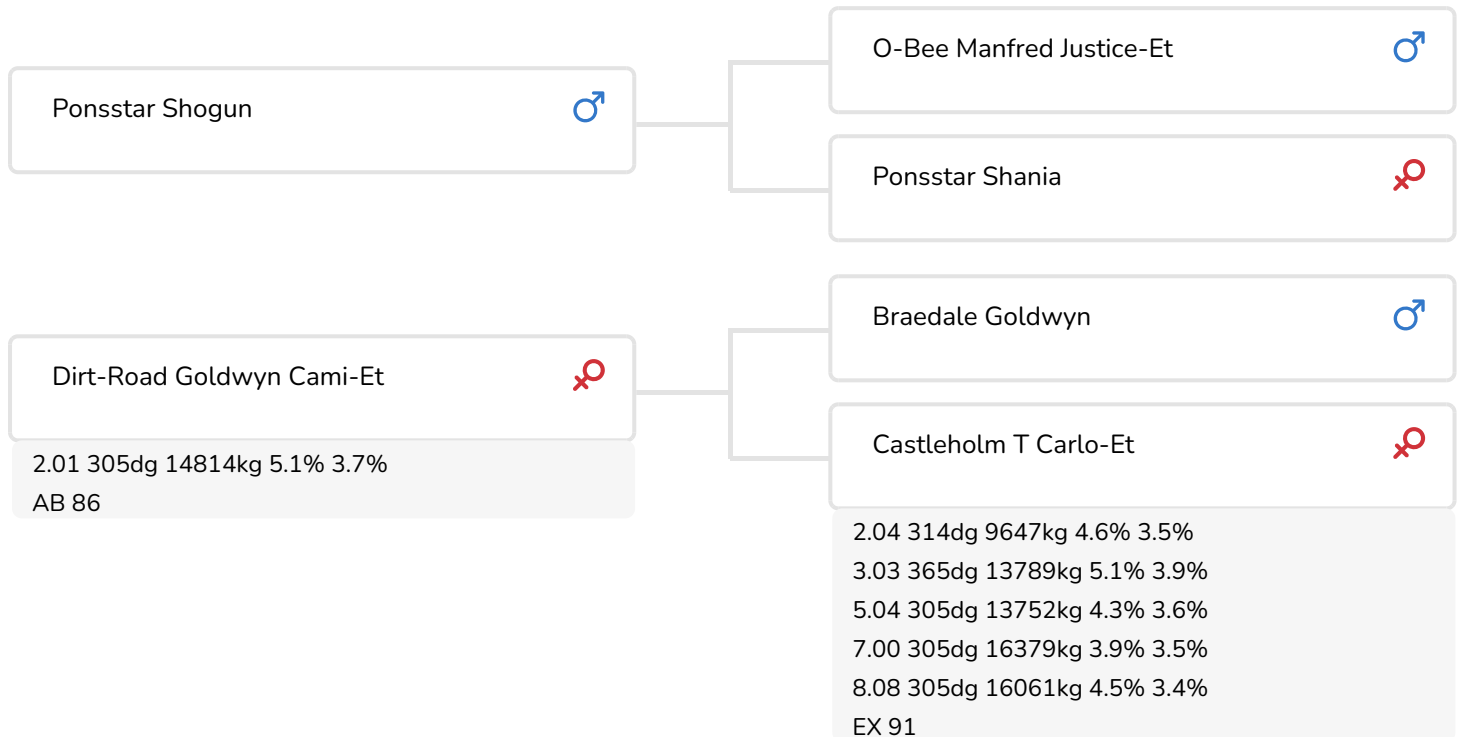 O-Bee Manfred Justice-Et
Ponsstar Shogun
Ponsstar Shania
Braedale Goldwyn
Dirt-Road Goldwyn Cami-Et
2.01 305dg 14814kg 5.1% 3.7%
AB 86
Castleholm T Carlo-Et
2.04 314dg 9647kg 4.6% 3.5%
3.03 365dg 13789kg 5.1% 3.9%
5.04 305dg 13752kg 4.3% 3.6%
7.00 305dg 16379kg 3.9% 3.5%
8.08 305dg 16061kg 4.5% 3.4%
EX 91